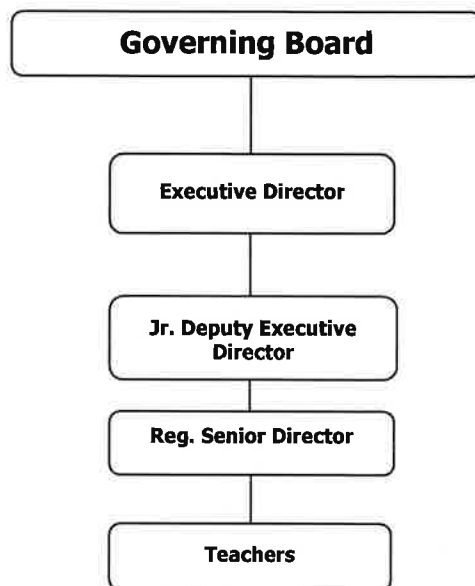 Governing Board
Executive Director
Jr. Deputy Executive
Director
Reg. Senior Director
Teachers